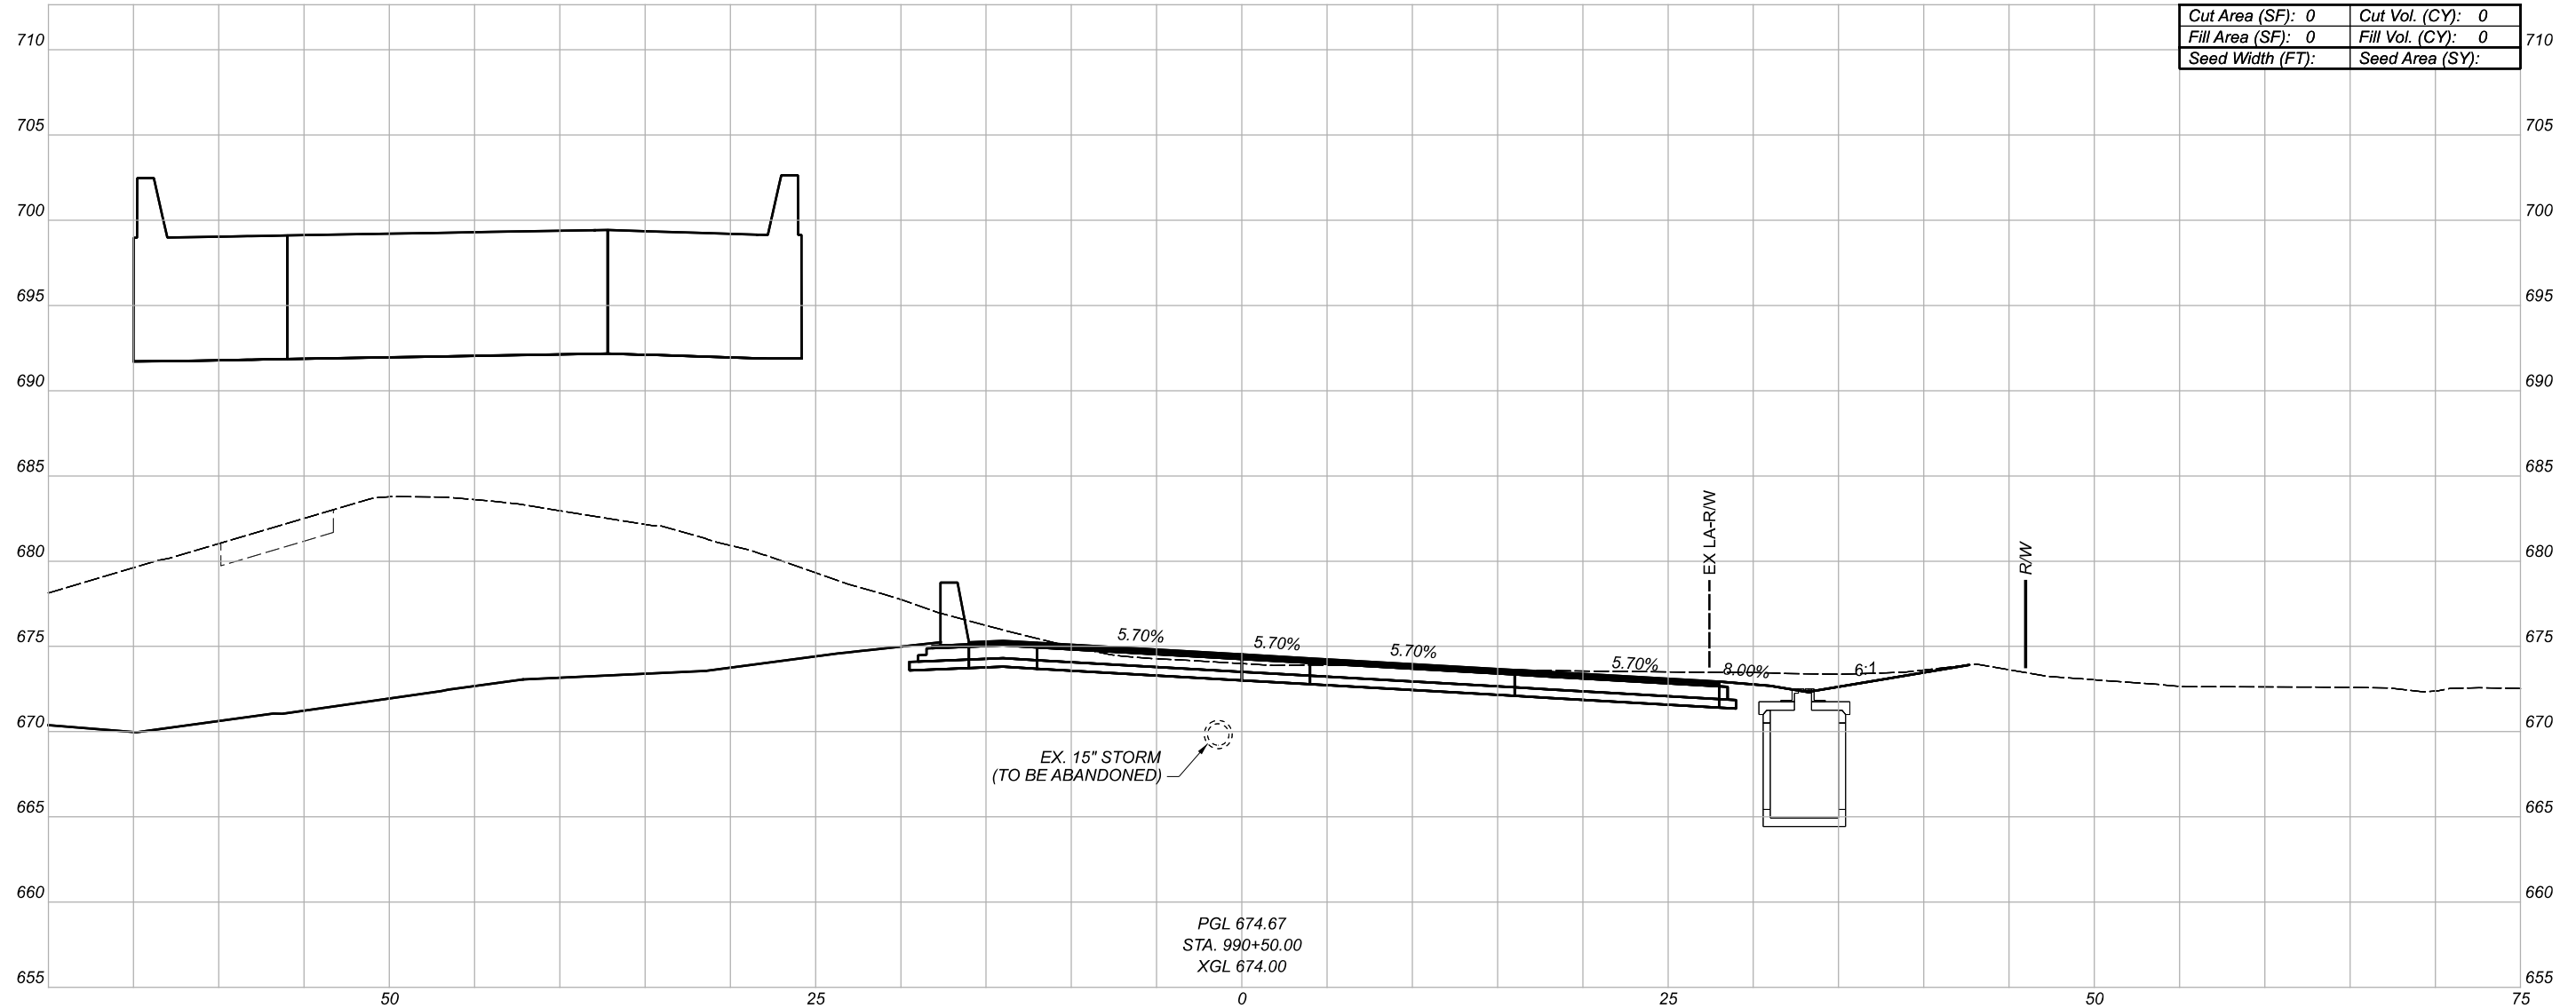 Cut Area (SF): 0 Cut Vol. (CY): 0
710 Fill Area (SF): 0 Fill Vol. (CY): 0 710
Seed Width (FT): Seed Area (SY):
705 705
700 700
695 695
690 690
685 685
EX LA-R/W
680 R/W 680
675 5.70% 5.70% 5.70% 5.70% 8.00% 6:1 675
670 670
EX. 15" STORM
(TO BE ABANDONED)
665 665
660 660
PGL 674.67
STA. 990+50.00
XGL 674.00
655 655
50 25 0 25 50 75